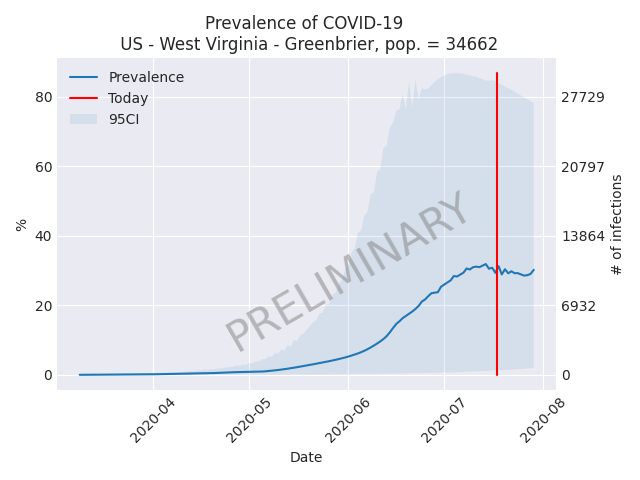 Prevalence of COVID-19
US - West Virginia - Greenbrier, pop. = 34662
Prevalence
Today
95CI
PRELIMINARY
80
60
40
20
0
%
27729
20797
13864
6932
0
# of infections
2020-04
2020-05
2020-06
2020-07
2020-08
Date